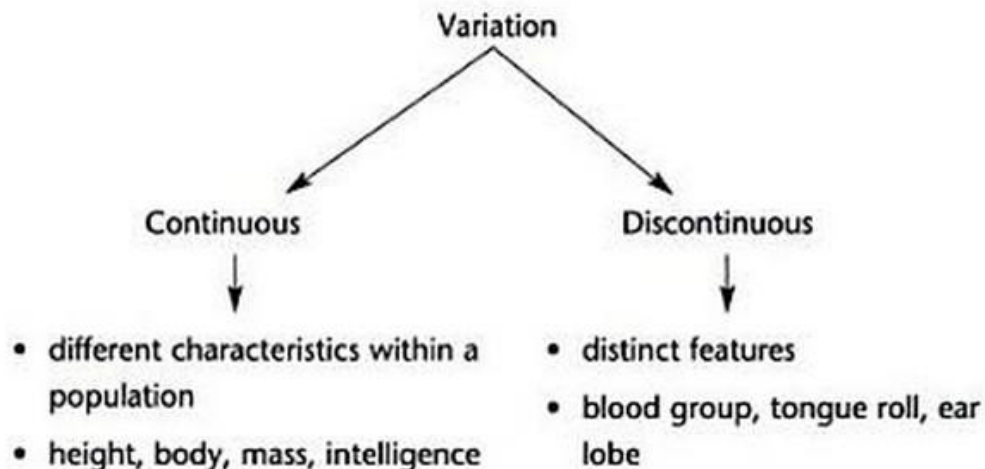 Variation
Continuous
• different characteristics within a
population
• height, body, mass, intelligence
Discontinuous
• distinct features
• blood group, tongue roll, ear
lobe